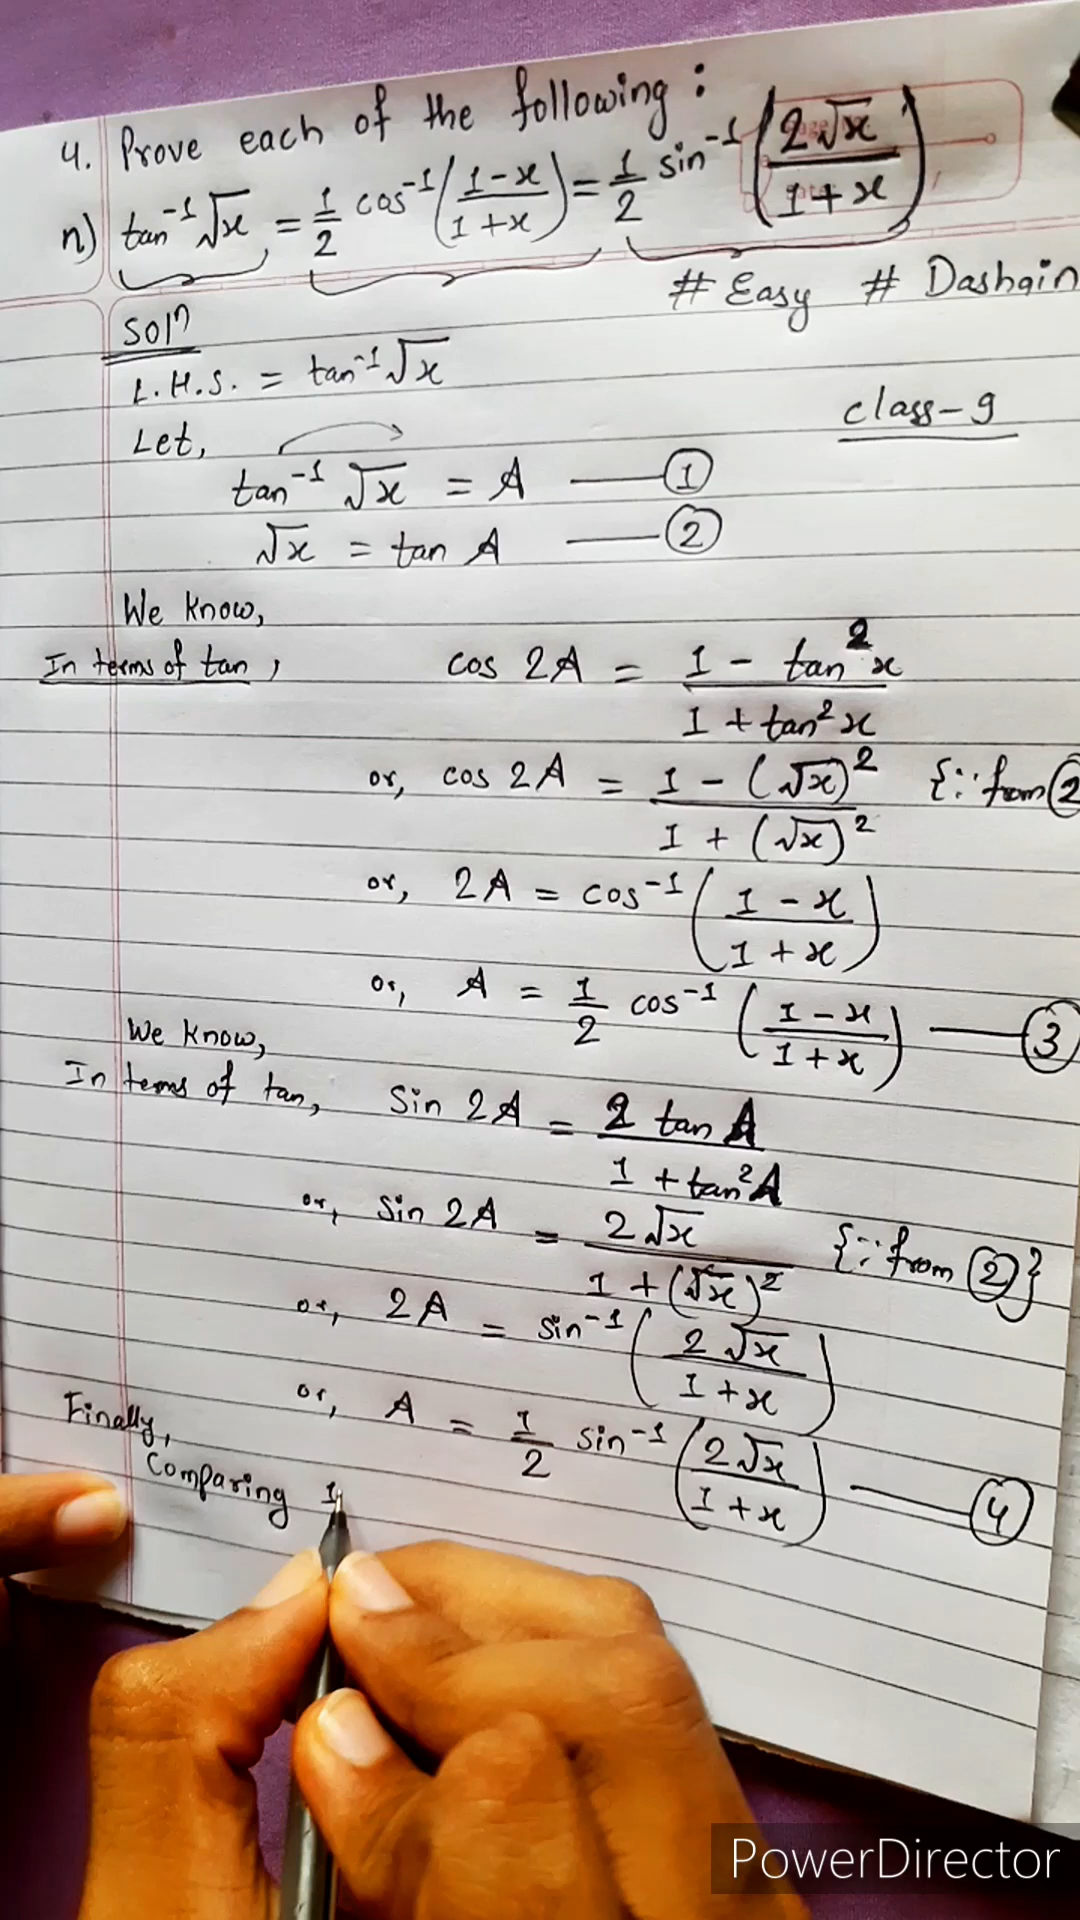 4. Prove each of the following :
n) tan⁻¹√x = 1/2 cos⁻¹(1-x/1+x) = 1/2 sin⁻¹(2√x/1+x)
# Easy # Dashain
Solⁿ
L.H.S. = tan⁻¹√x
class-9
Let,
tan⁻¹ √x = A —— ①
√x = tan A —— ②
We know,
In terms of tan, cos 2A = 1 - tan²x / 1 + tan²x
or, cos 2A = 1 - (√x)² / 1 + (√x)² {∵ from ②
or, 2A = cos⁻¹(1-x/1+x)
or, A = 1/2 cos⁻¹(1-x/1+x) —— ③
We know,
In terms of tan, Sin 2A = 2 tan A / 1 + tan²A
or, Sin 2A = 2√x / 1 + (√x)² {∵ from ②}
or, 2A = sin⁻¹(2√x/1+x)
or, A = 1/2 sin⁻¹(2√x/1+x) —— ④
Finally,
Comparing 1
PowerDirector